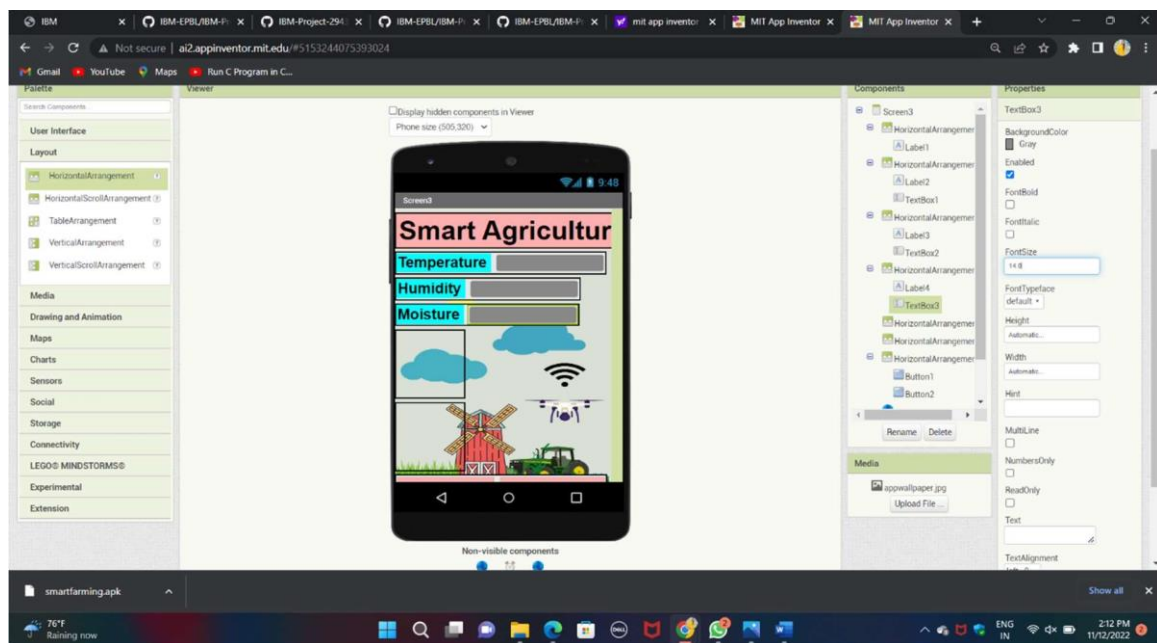 IBM
IBM-EPBL/IBM-P
IBM-Project-294
IBM-EPBL/IBM-P
IBM-EPBL/IBM-P
mit app inventor
MIT App Inventor
MIT App Inventor
Not secure | ai2.appinventor.mit.edu/#5153244075393024
Gmail YouTube Maps Run C Program in C...
Palette
Search Components...
User Interface
Layout
HorizontalArrangement
HorizontalScrollArrangement
TableArrangement
VerticalArrangement
VerticalScrollArrangement
Media
Drawing and Animation
Maps
Charts
Sensors
Social
Storage
Connectivity
LEGO® MINDSTORMS®
Experimental
Extension
Viewer
Display hidden components in Viewer
Phone size (505,320)
9:48
Screen3
Smart Agricultur
Temperature
Humidity
Moisture
Non-visible components
Components
Screen3
HorizontalArrangemer
Label1
HorizontalArrangemer
Label2
TextBox1
HorizontalArrangemer
Label3
TextBox2
HorizontalArrangemer
Label4
TextBox3
HorizontalArrangemer
HorizontalArrangemer
HorizontalArrangemer
Button1
Button2
Rename Delete
Media
appwallpaper.jpg
Upload File ...
Properties
TextBox3
BackgroundColor
Gray
Enabled
FontBold
FontItalic
FontSize
FontTypeface
default
Height
Automatic...
Width
Automatic...
Hint
MultiLine
NumbersOnly
ReadOnly
Text
TextAlignment
smartfarming.apk
Show all
76°F
Raining now
ENG
IN
2:12 PM
11/12/2022